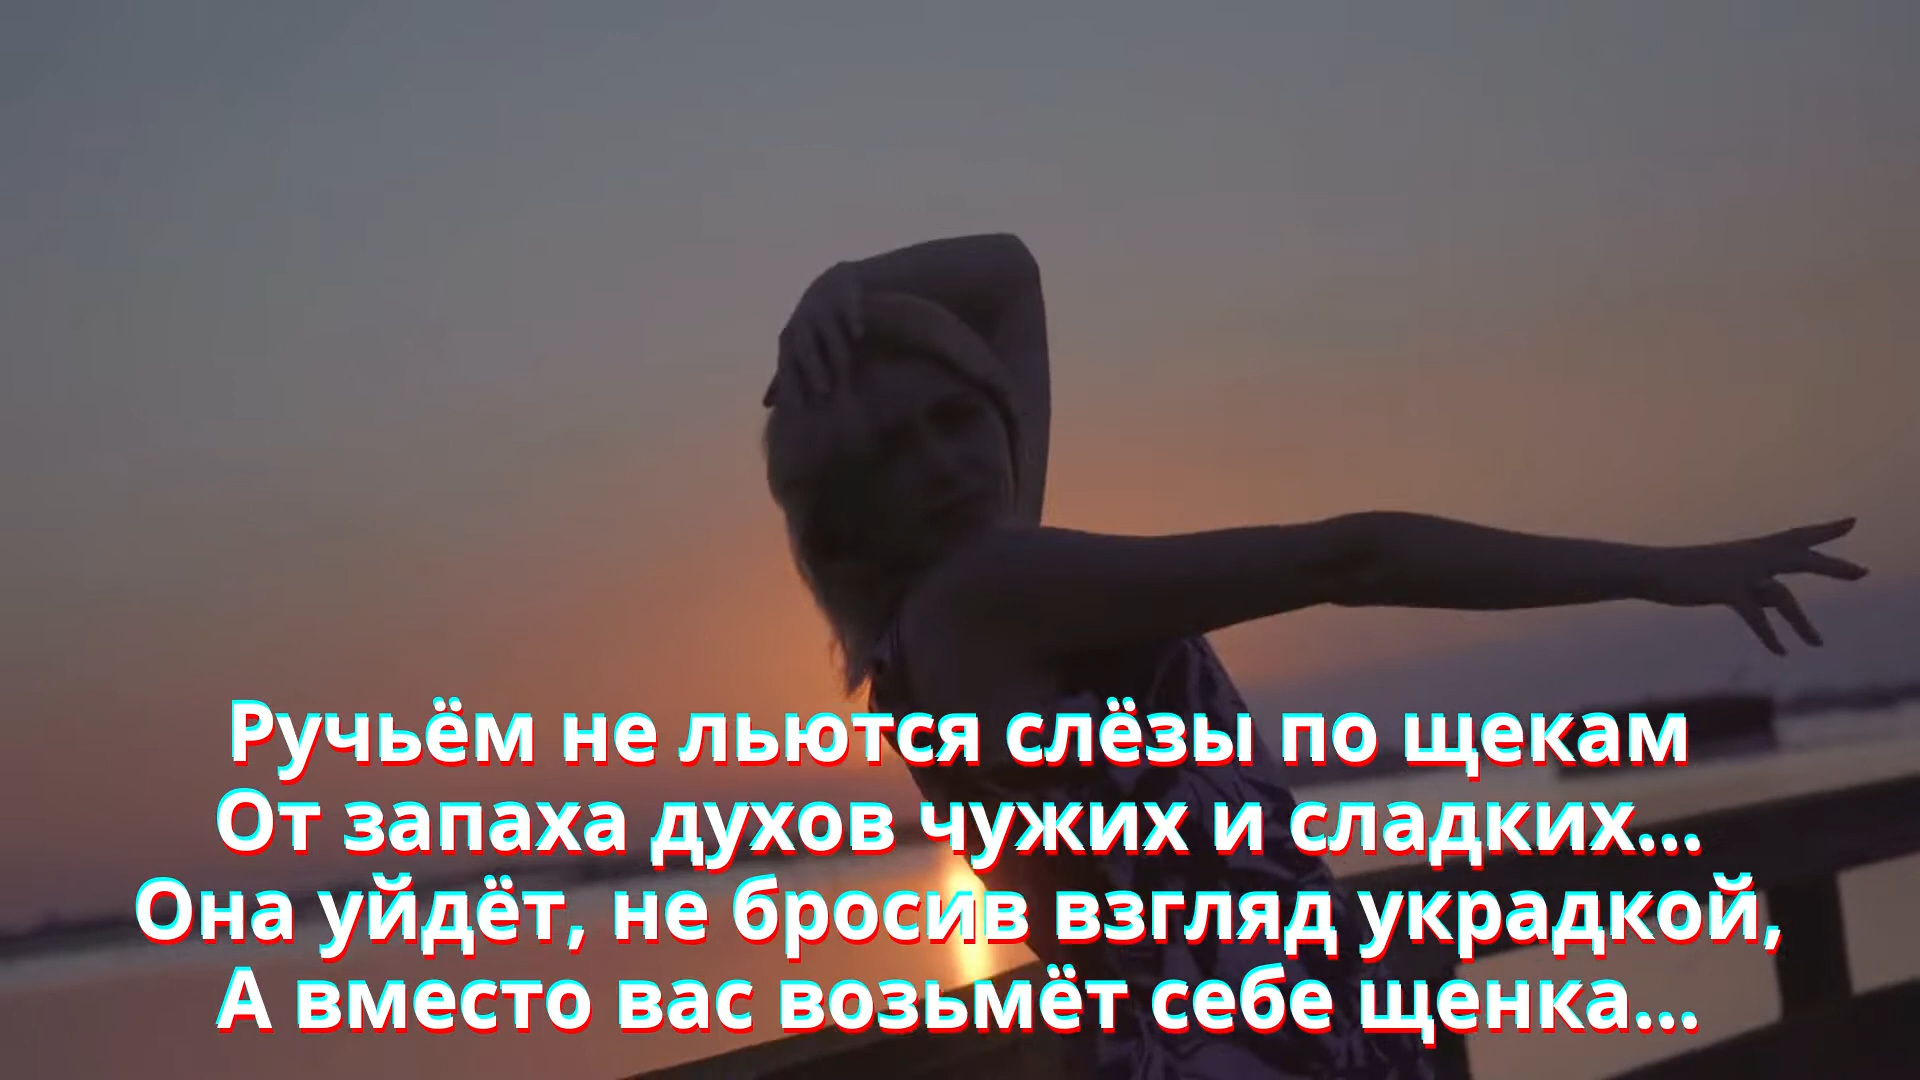 Ручьём не льются слёзы по щекам
От запаха духов чужих и сладких...
Она уйдёт, не бросив взгляд украдкой,
А вместо вас возьмёт себе щенка...